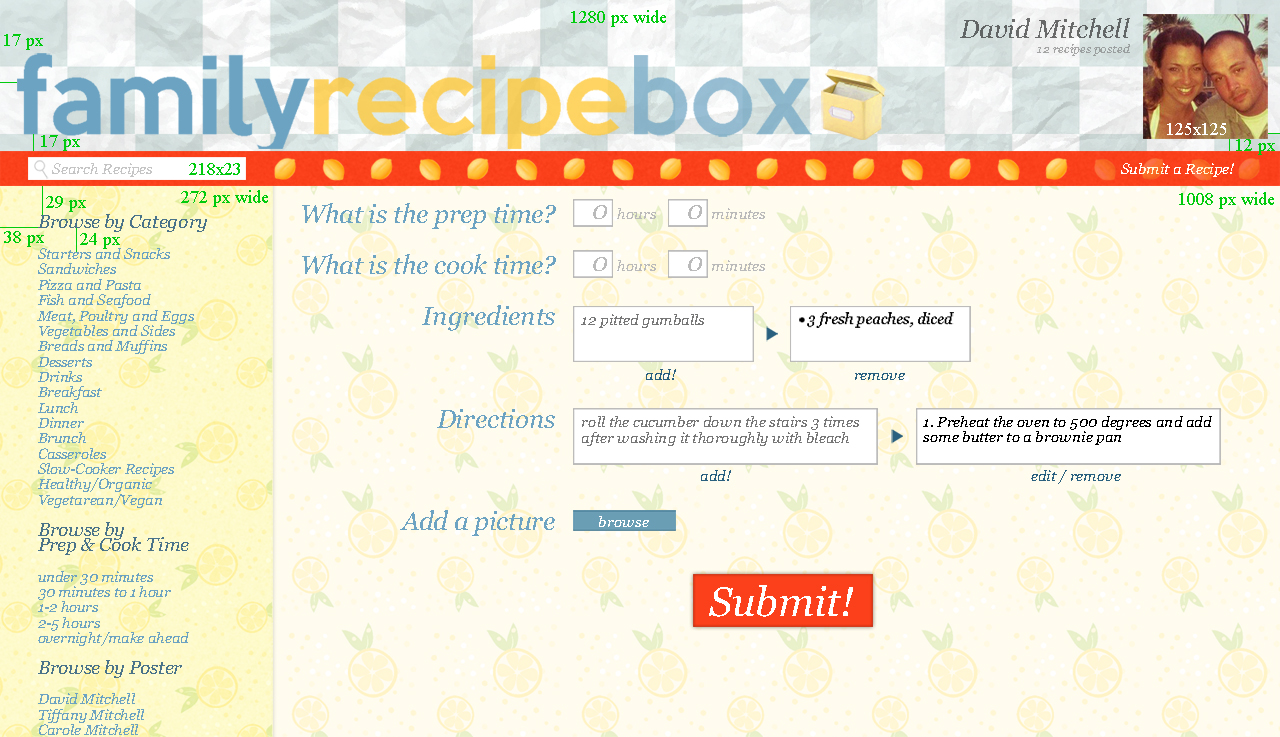 1280 px wide
17 px
David Mitchell
12 recipes posted
familyrecipebox
125x125
17 px
12 px
Search Recipes
218x23
Submit a Recipe!
272 px wide
1008 px wide
29 px
Browse by Category
38 px
24 px
Starters and Snacks
Sandwiches
Pizza and Pasta
Fish and Seafood
Meat, Poultry and Eggs
Vegetables and Sides
Breads and Muffins
Desserts
Drinks
Breakfast
Lunch
Dinner
Brunch
Casseroles
Slow-Cooker Recipes
Healthy/Organic
Vegetarean/Vegan
Browse by
Prep & Cook Time
under 30 minutes
30 minutes to 1 hour
1-2 hours
2-5 hours
overnight/make ahead
Browse by Poster
David Mitchell
Tiffany Mitchell
Carole Mitchell
What is the prep time? 0 hours 0 minutes
What is the cook time? 0 hours 0 minutes
Ingredients
12 pitted gumballs
• 3 fresh peaches, diced
add!
remove
Directions
roll the cucumber down the stairs 3 times
after washing it thoroughly with bleach
1. Preheat the oven to 500 degrees and add
some butter to a brownie pan
add!
edit / remove
Add a picture
browse
Submit!